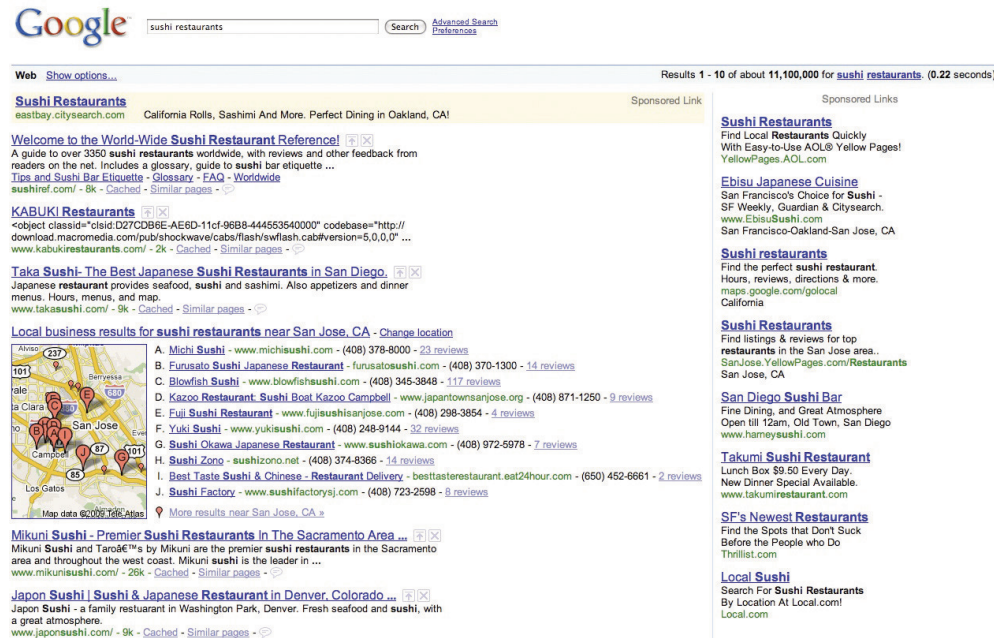 Google
sushi restaurants
Search
Advanced Search
Preferences
Web Show options...
Results 1 - 10 of about 11,100,000 for sushi restaurants. (0.22 seconds)
Sushi Restaurants
Sponsored Link
eastbay.citysearch.com California Rolls, Sashimi And More. Perfect Dining in Oakland, CA!
Welcome to the World-Wide Sushi Restaurant Reference!
A guide to over 3350 sushi restaurants worldwide, with reviews and other feedback from
readers on the net. Includes a glossary, guide to sushi bar etiquette ...
Tips and Sushi Bar Etiquette - Glossary - FAQ - Worldwide
sushiref.com/ - 8k - Cached - Similar pages -
KABUKI Restaurants
<object classid="clsid:D27CDB6E-AE6D-11cf-96B8-444553540000" codebase="http://
download.macromedia.com/pub/shockwave/cabs/flash/swflash.cab#version=5,0,0,0" ...
www.kabukirestaurants.com/ - 2k - Cached - Similar pages -
Taka Sushi- The Best Japanese Sushi Restaurants in San Diego.
Japanese restaurant provides seafood, sushi and sashimi. Also appetizers and dinner
menus. Hours, menus, and map.
www.takasushi.com/ - 9k - Cached - Similar pages -
Local business results for sushi restaurants near San Jose, CA - Change location
Alviso
237
101
Berryessa
680
Santa Clara
San Jose
Campbell
87
101
85
Los Gatos
Almaden
Map data ©2009 Tele Atlas
A. Michi Sushi - www.michisushi.com - (408) 378-8000 - 23 reviews
B. Furusato Sushi Japanese Restaurant - furusatosushi.com - (408) 370-1300 - 14 reviews
C. Blowfish Sushi - www.blowfishsushi.com - (408) 345-3848 - 117 reviews
D. Kazoo Restaurant: Sushi Boat Kazoo Campbell - www.japantownsanjose.org - (408) 871-1250 - 9 reviews
E. Fuji Sushi Restaurant - www.fujisushisanjose.com - (408) 298-3854 - 4 reviews
F. Yuki Sushi - www.yukisushi.com - (408) 248-9144 - 32 reviews
G. Sushi Okawa Japanese Restaurant - www.sushiokawa.com - (408) 972-5978 - 7 reviews
H. Sushi Zono - sushizono.net - (408) 374-8366 - 14 reviews
I. Best Taste Sushi & Chinese - Restaurant Delivery - besttasterestaurant.eat24hour.com - (650) 452-6661 - 2 reviews
J. Sushi Factory - www.sushifactorysj.com - (408) 723-2598 - 8 reviews
More results near San Jose, CA »
Mikuni Sushi - Premier Sushi Restaurants In The Sacramento Area ...
Mikuni Sushi and Taroâ€™s by Mikuni are the premier sushi restaurants in the Sacramento
area and throughout the west coast. Mikuni sushi is the leader in ...
www.mikunisushi.com/ - 26k - Cached - Similar pages -
Japon Sushi | Sushi & Japanese Restaurant in Denver, Colorado ...
Japon Sushi - a family restuarant in Washington Park, Denver. Fresh seafood and sushi, with
a great atmosphere.
www.japonsushi.com/ - 9k - Cached - Similar pages -
Sponsored Links
Sushi Restaurants
Find Local Restaurants Quickly
With Easy-to-Use AOL® Yellow Pages!
YellowPages.AOL.com
Ebisu Japanese Cuisine
San Francisco's Choice for Sushi -
SF Weekly, Guardian & Citysearch.
www.EbisuSushi.com
San Francisco-Oakland-San Jose, CA
Sushi restaurants
Find the perfect sushi restaurant.
Hours, reviews, directions & more.
maps.google.com/golocal
California
Sushi Restaurants
Find listings & reviews for top
restaurants in the San Jose area..
SanJose.YellowPages.com/Restaurants
San Jose, CA
San Diego Sushi Bar
Fine Dining, and Great Atmosphere
Open till 12am, Old Town, San Diego
www.harneysushi.com
Takumi Sushi Restaurant
Lunch Box $9.50 Every Day.
New Dinner Special Available.
www.takumirestaurant.com
SF's Newest Restaurants
Find the Spots that Don't Suck
Before the People who Do
Thrillist.com
Local Sushi
Search For Sushi Restaurants
By Location At Local.com!
Local.com